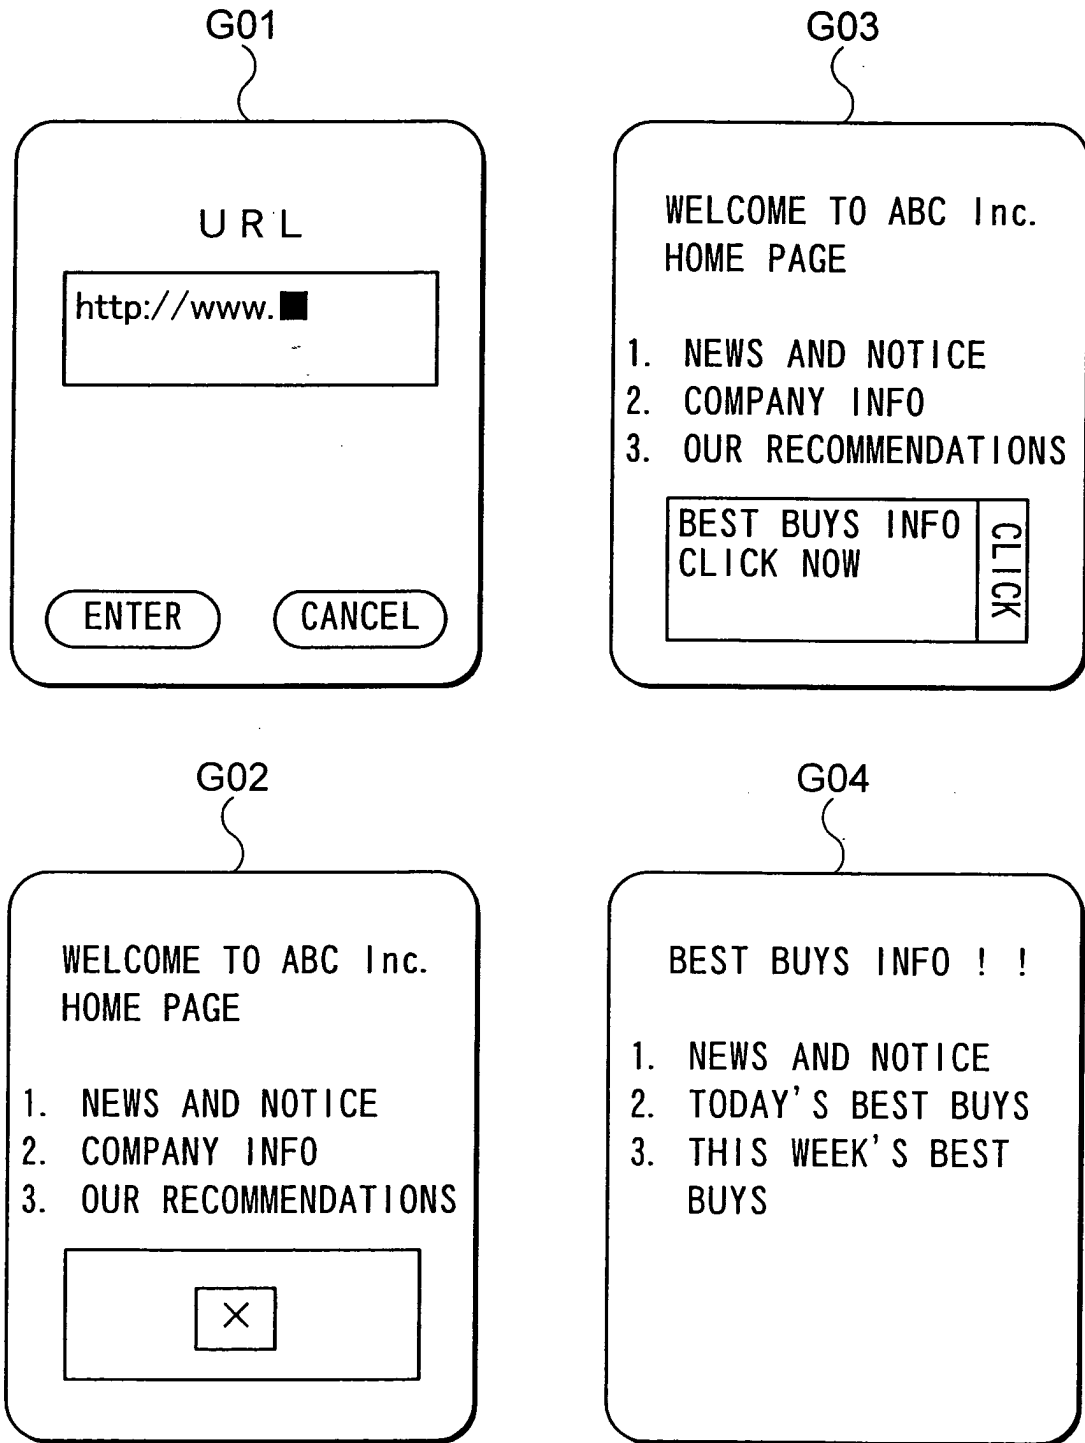 G01
URL
http://www.
ENTER
CANCEL
G03
WELCOME TO ABC Inc.
HOME PAGE
1. NEWS AND NOTICE
2. COMPANY INFO
3. OUR RECOMMENDATIONS
BEST BUYS INFO
CLICK NOW
CLICK
G02
WELCOME TO ABC Inc.
HOME PAGE
1. NEWS AND NOTICE
2. COMPANY INFO
3. OUR RECOMMENDATIONS
×
G04
BEST BUYS INFO ! !
1. NEWS AND NOTICE
2. TODAY'S BEST BUYS
3. THIS WEEK'S BEST
BUYS